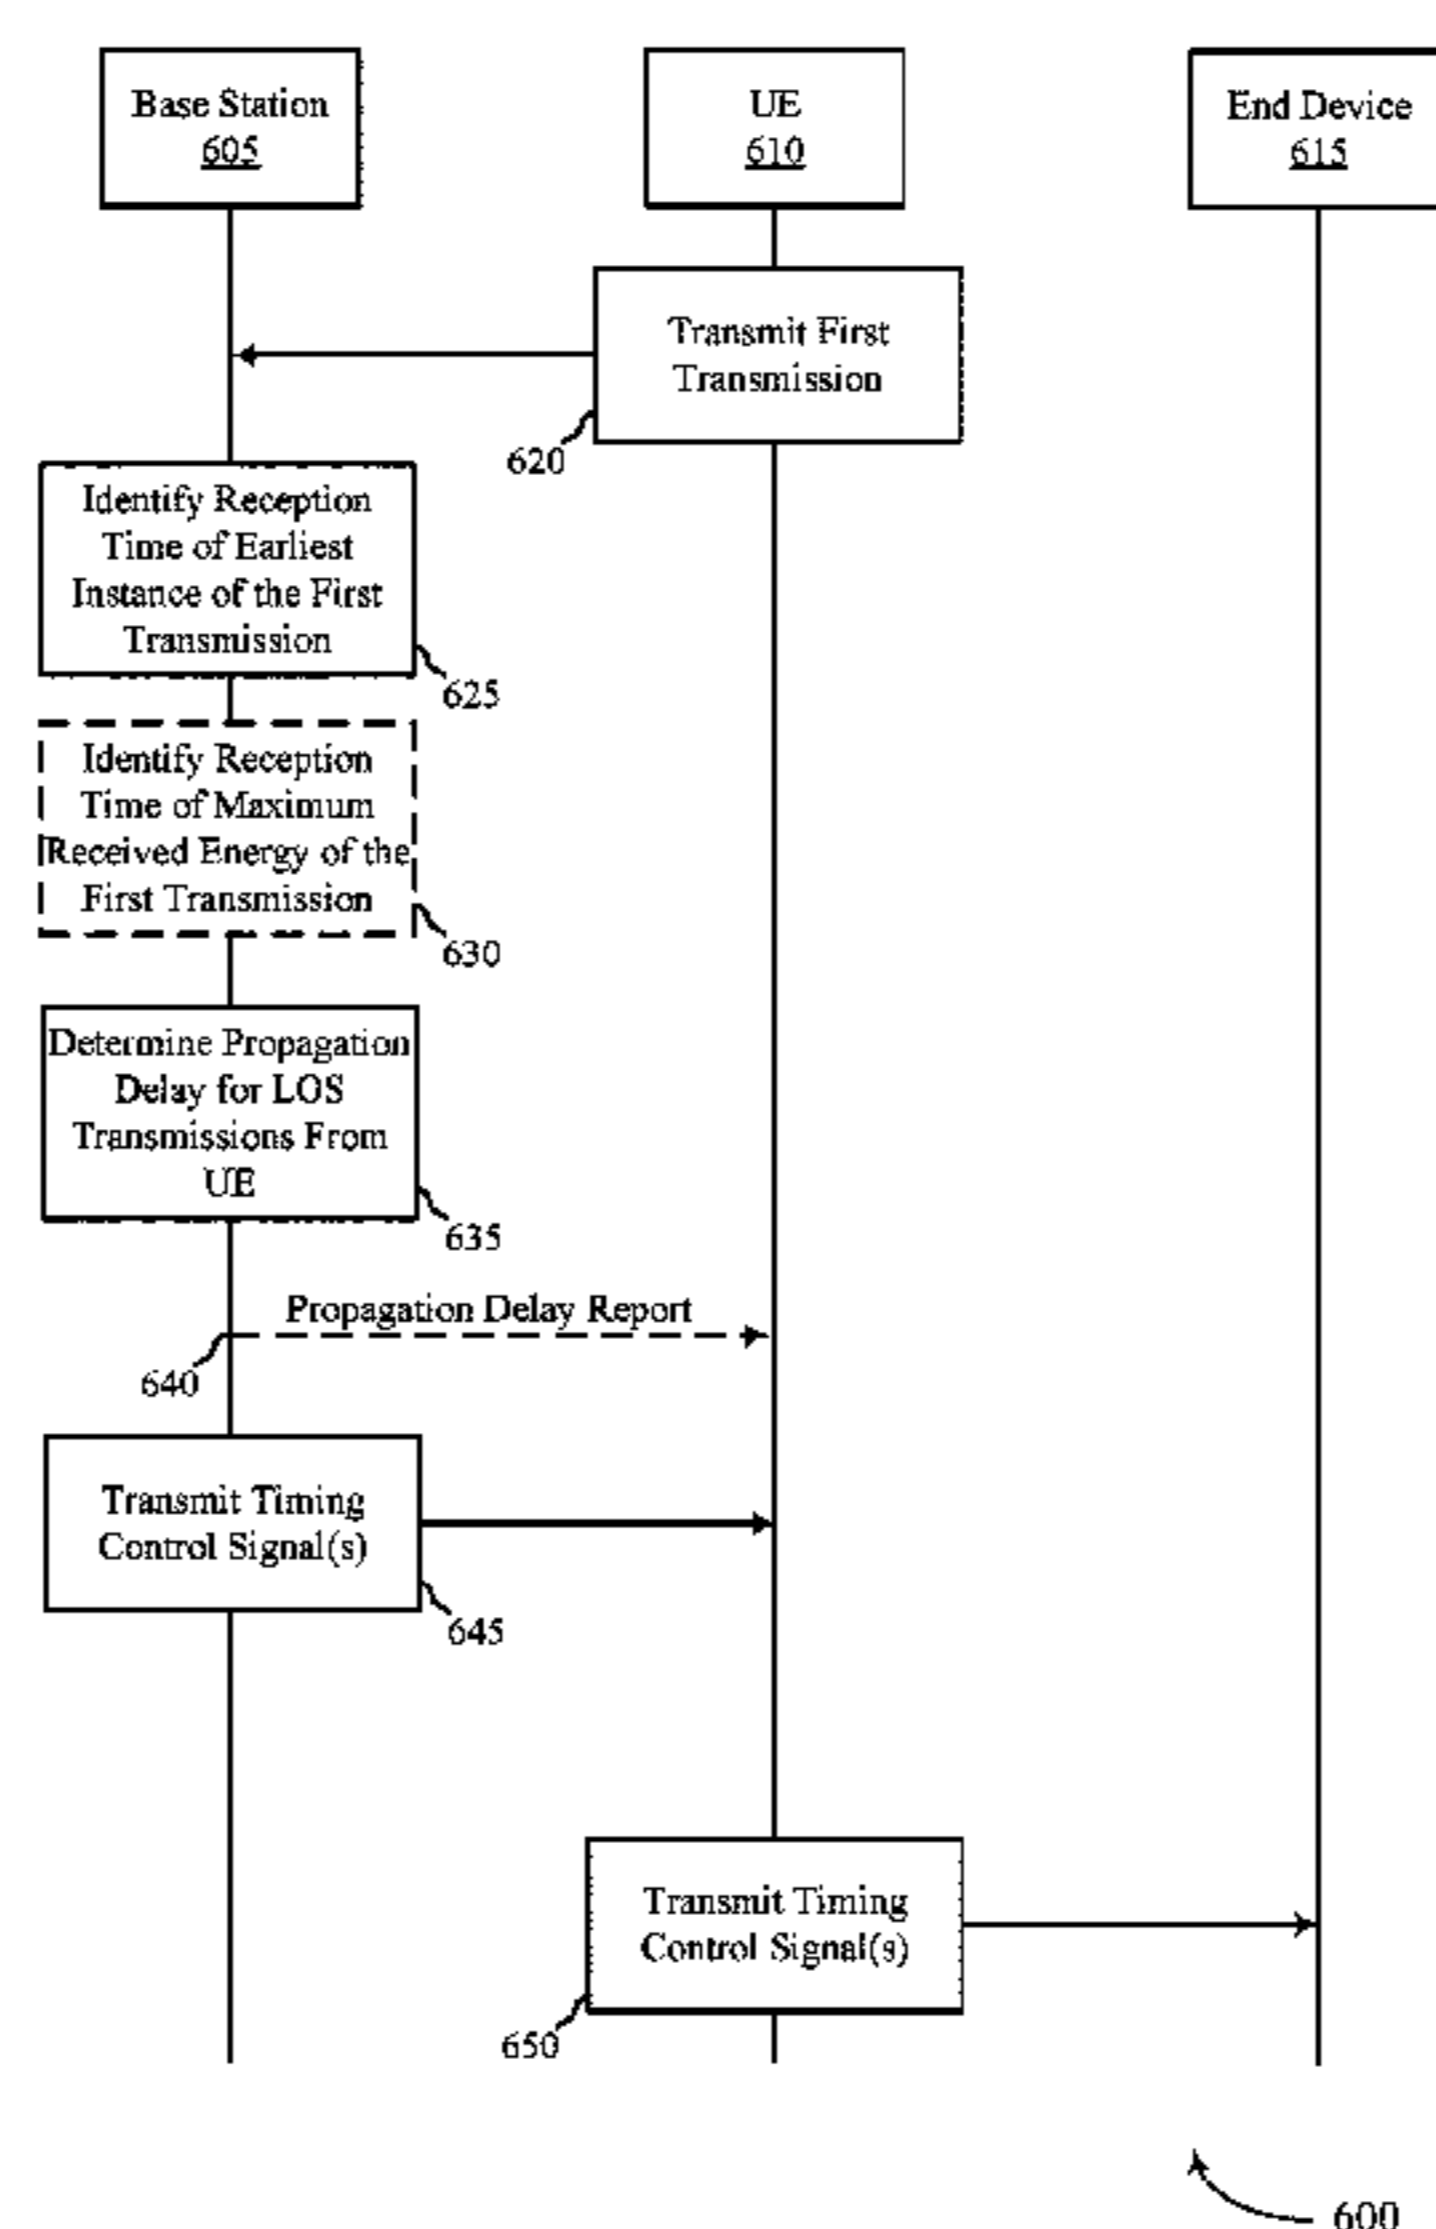 Base Station
605
UE
610
End Device
615
Transmit First
Transmission
620
Identify Reception
Time of Earliest
Instance of the First
Transmission
625
Identify Reception
Time of Maximum
Received Energy of the
First Transmission
630
Determine Propagation
Delay for LOS
Transmissions From
UE
635
Propagation Delay Report
640
Transmit Timing
Control Signal(s)
645
Transmit Timing
Control Signal(s)
650
600